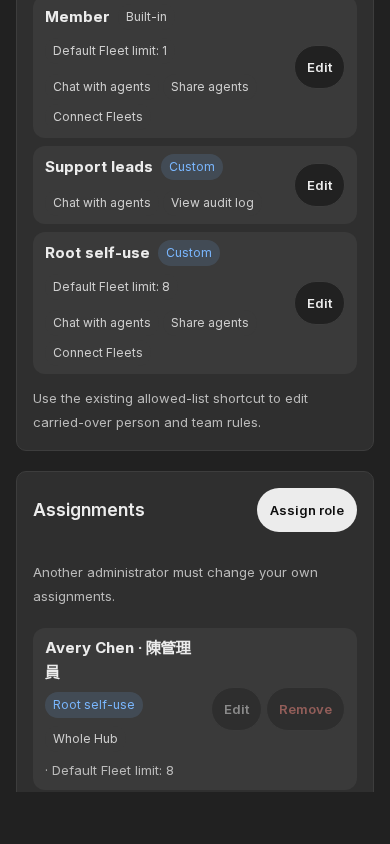 Member Built-in
Default Fleet limit: 1
Edit
Chat with agents Share agents
Connect Fleets
Support leads Custom
Edit
Chat with agents View audit log
Root self-use Custom
Default Fleet limit: 8
Edit
Chat with agents Share agents
Connect Fleets
Use the existing allowed-list shortcut to edit
carried-over person and team rules.
Assignments Assign role
Another administrator must change your own
assignments.
Avery Chen · 陳管理
員
Root self-use
Edit Remove
Whole Hub
· Default Fleet limit: 8